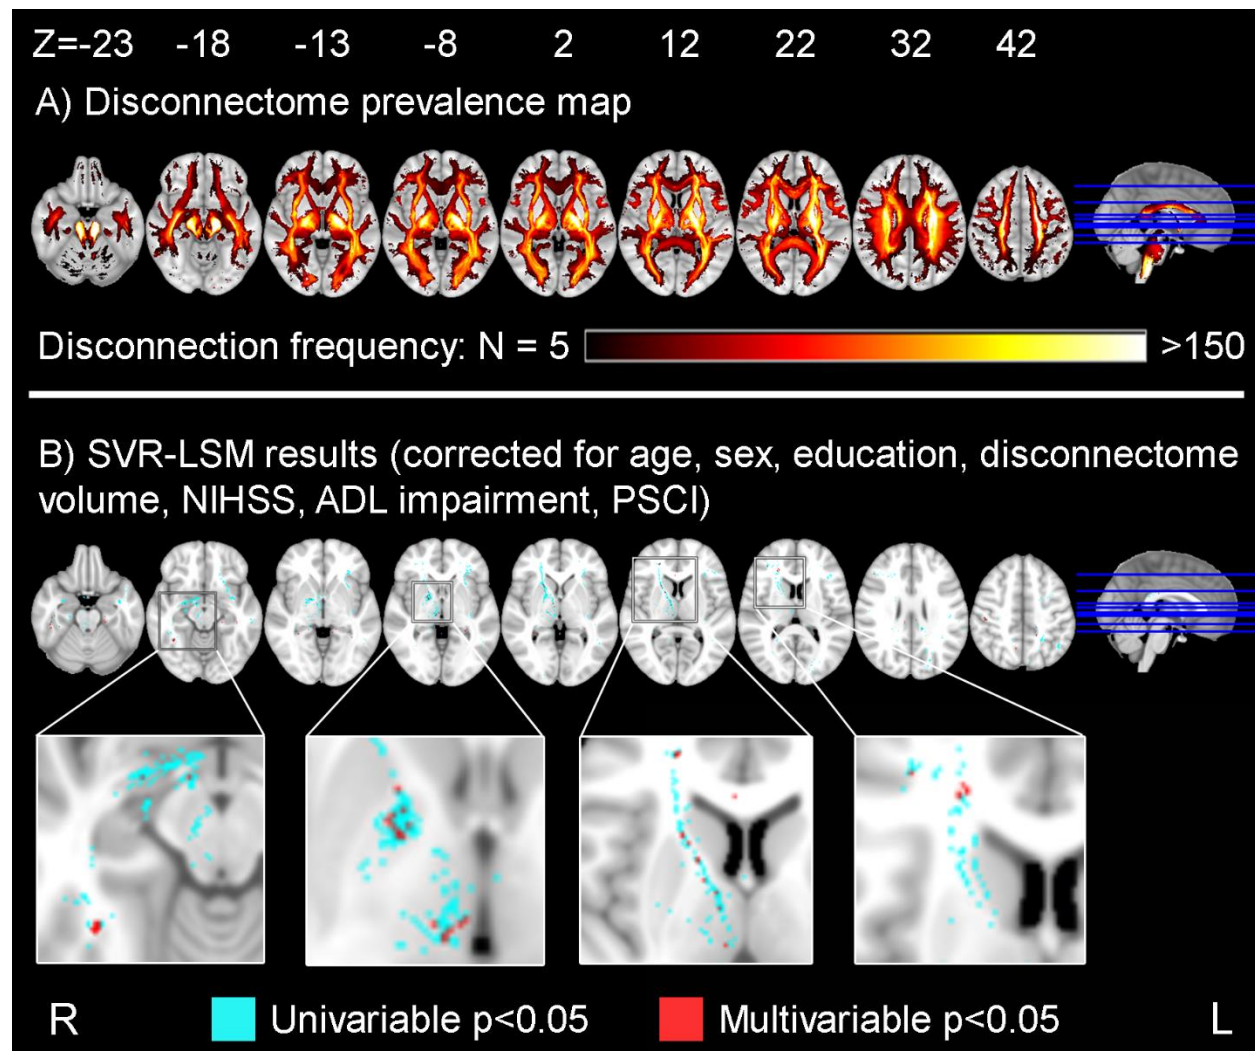 Z=-23 -18 -13 -8 2 12 22 32 42
A) Disconnectome prevalence map
Disconnection frequency: N = 5 >150
B) SVR-LSM results (corrected for age, sex, education, disconnectome
volume, NIHSS, ADL impairment, PSCI)
R Univariable p<0.05 Multivariable p<0.05 L